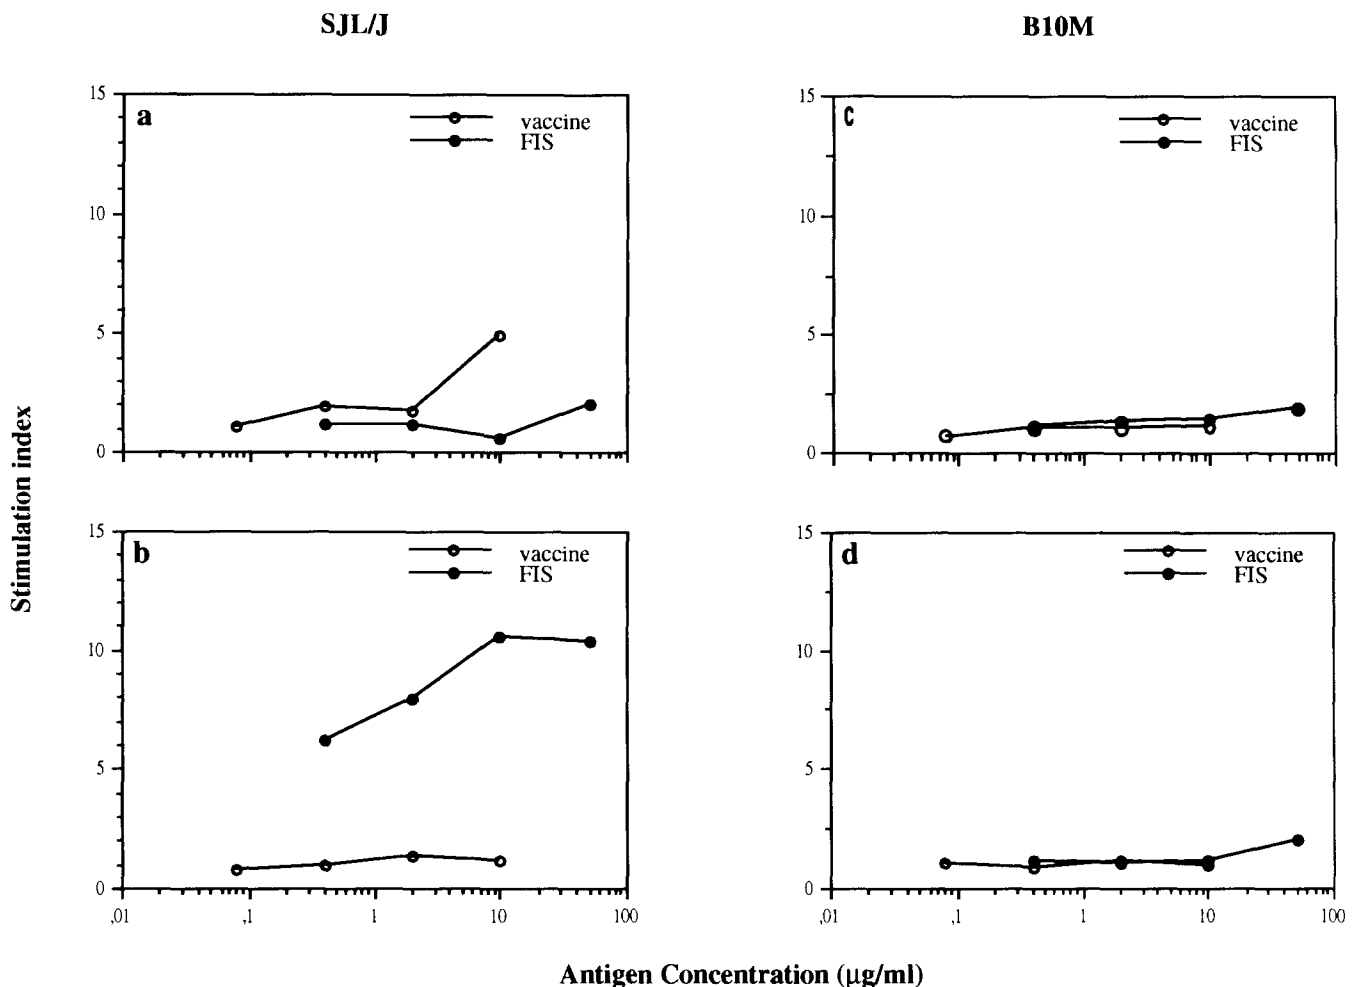 SJL/J
B10M
15
10
5
0
a
vaccine
FIS
15
10
5
0
c
vaccine
FIS
15
10
5
0
b
vaccine
FIS
,01
,1
1
10
100
15
10
5
0
d
vaccine
FIS
,01
,1
1
10
100
Stimulation index
Antigen Concentration (µg/ml)